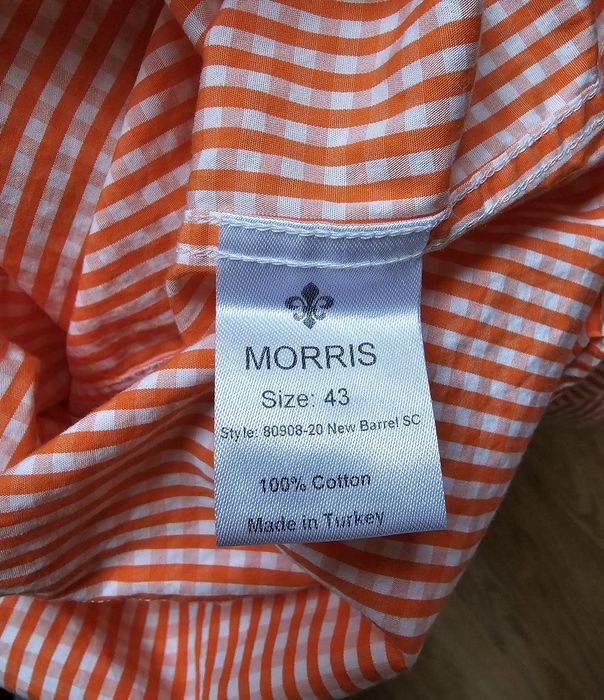 MORRIS
Size: 43
Style: 80908-20 New Barrel SC
100% Cotton
Made in Turkey